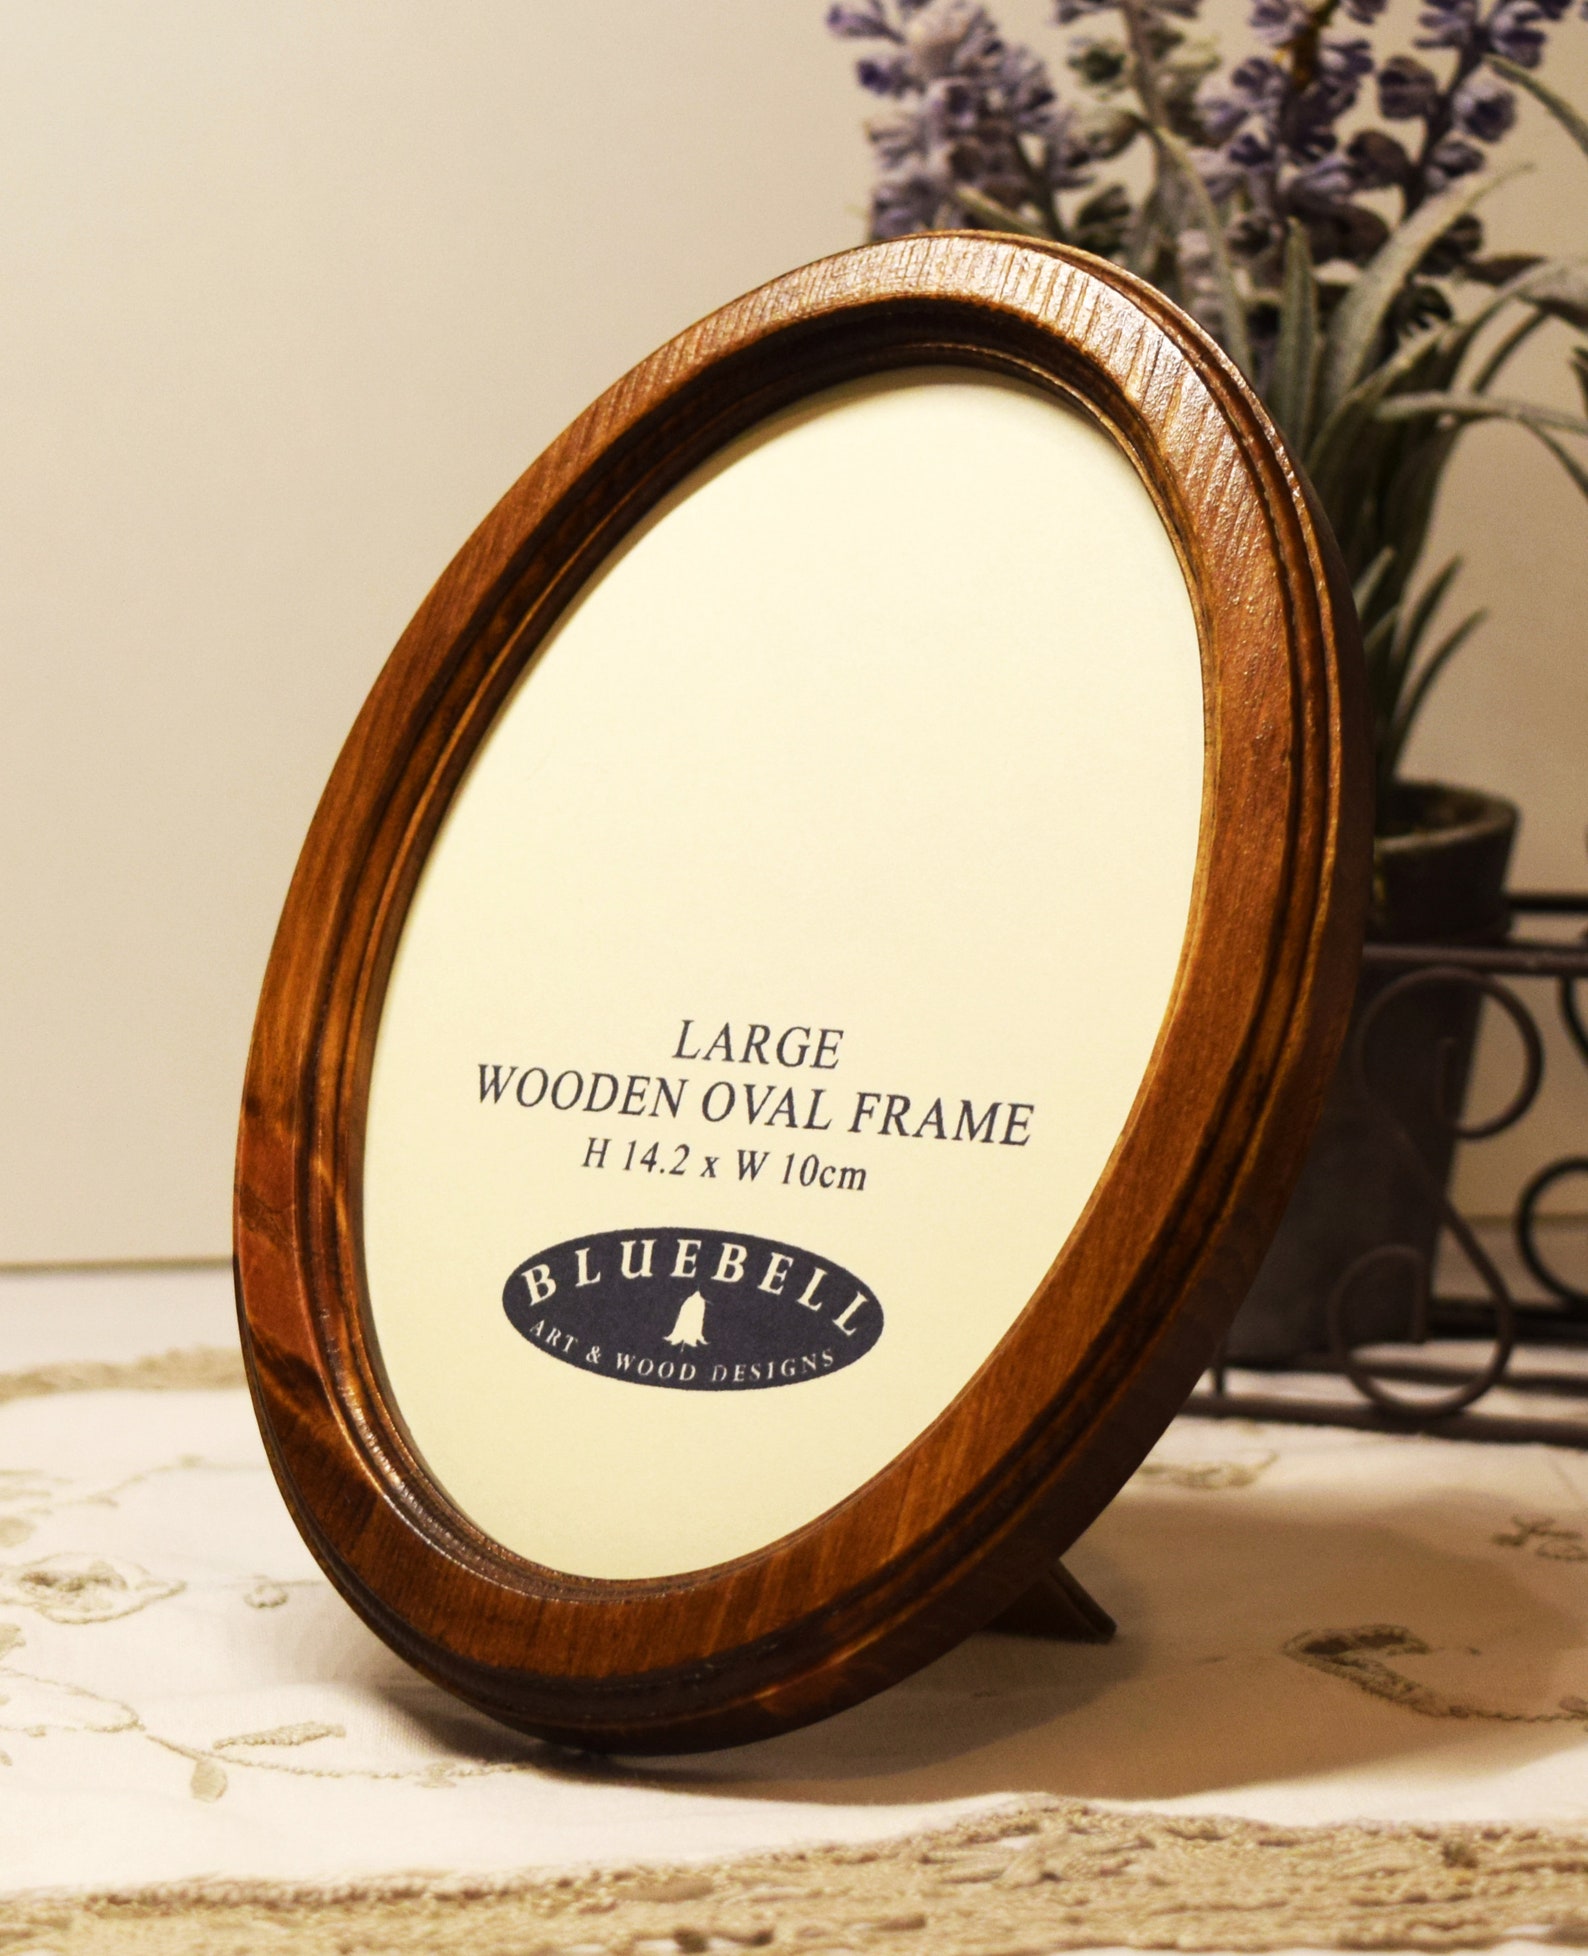 LARGE
WOODEN OVAL FRAME
H 14.2 x W 10cm
BLUEBELL
ART & WOOD DESIGNS